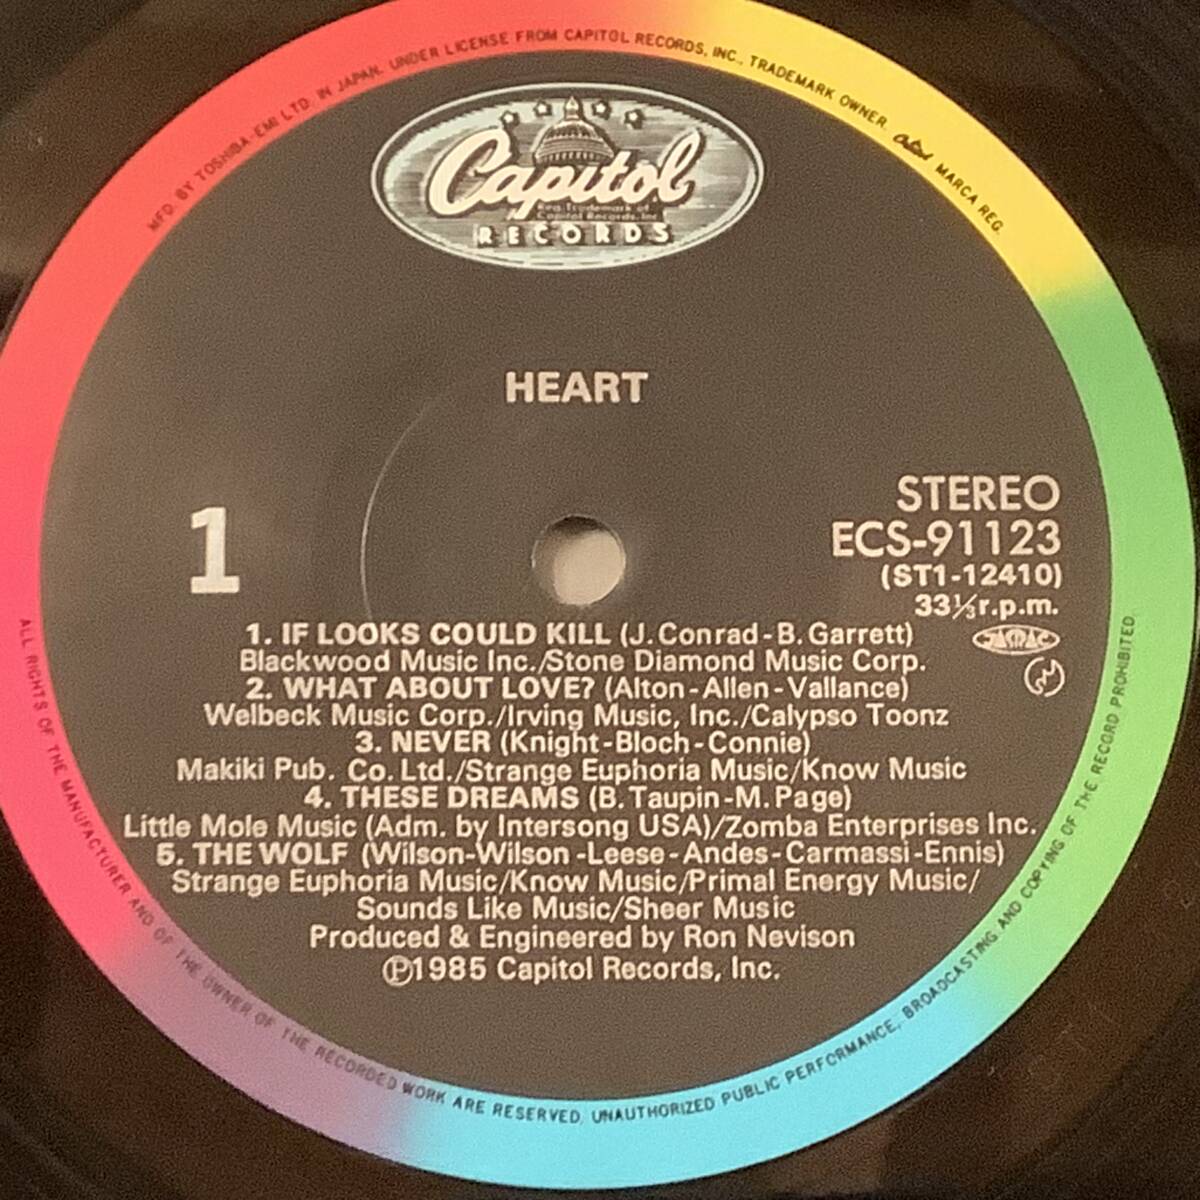 MFD. BY TOSHIBA-EMI LTD. IN JAPAN. UNDER LICENSE FROM CAPITOL RECORDS, INC., TRADEMARK OWNER. Capitol MARCA REG.
Capitol
Reg. Trademark of
Capitol Records, Inc.
RECORDS
HEART
1
STEREO
ECS-91123
(ST1-12410)
33⅓r.p.m.
JASRAC
1. IF LOOKS COULD KILL (J. Conrad-B. Garrett)
Blackwood Music Inc./Stone Diamond Music Corp.
2. WHAT ABOUT LOVE? (Alton-Allen-Vallance)
Welbeck Music Corp./Irving Music, Inc./Calypso Toonz
3. NEVER (Knight-Bloch-Connie)
Makiki Pub. Co. Ltd./Strange Euphoria Music/Know Music
4. THESE DREAMS (B. Taupin-M. Page)
Little Mole Music (Adm. by Intersong USA)/Zomba Enterprises Inc.
5. THE WOLF (Wilson-Wilson-Leese-Andes-Carmassi-Ennis)
Strange Euphoria Music/Know Music/Primal Energy Music/
Sounds Like Music/Sheer Music
Produced & Engineered by Ron Nevison
℗1985 Capitol Records, Inc.
ALL RIGHTS OF THE MANUFACTURER AND OF THE OWNER OF THE RECORDED WORK ARE RESERVED. UNAUTHORIZED PUBLIC PERFORMANCE, BROADCASTING AND COPYING OF THE RECORD PROHIBITED.